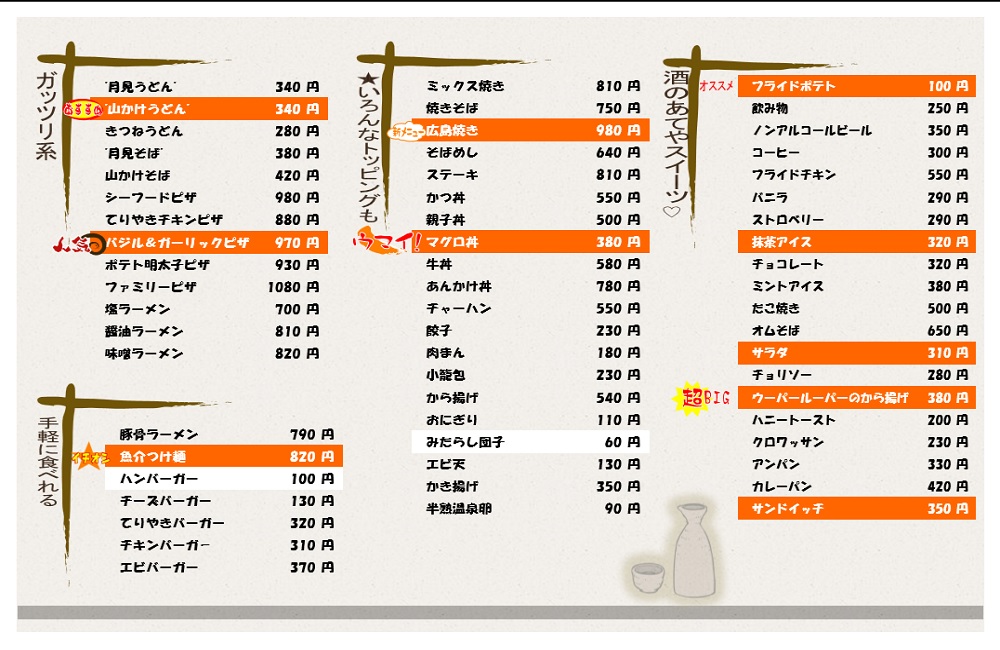 ガッツリ系
月見うどん 340 円
おすすめ 山かけうどん 340 円
きつねうどん 280 円
月見そば 380 円
山かけそば 420 円
シーフードピザ 980 円
てりやきチキンピザ 880 円
人気 バジル＆ガーリックピザ 970 円
ポテト明太子ピザ 930 円
ファミリーピザ 1080 円
塩ラーメン 700 円
醤油ラーメン 810 円
味噌ラーメン 820 円
手軽に食べれる
豚骨ラーメン 790 円
イチオシ 魚介つけ麺 820 円
ハンバーガー 100 円
チーズバーガー 130 円
てりやきバーガー 320 円
チキンバーガー 310 円
エビバーガー 370 円
★いろんなトッピングも
ミックス焼き 810 円
焼きそば 750 円
新メニュー 広島焼き 980 円
そばめし 640 円
ステーキ 810 円
かつ丼 550 円
親子丼 500 円
ウマイ! マグロ丼 380 円
牛丼 580 円
あんかけ丼 780 円
チャーハン 550 円
餃子 230 円
肉まん 180 円
小籠包 230 円
から揚げ 540 円
おにぎり 110 円
みたらし団子 60 円
エビ天 130 円
かき揚げ 350 円
半熟温泉卵 90 円
酒のあてやスイーツ♡
オススメ フライドポテト 100 円
飲み物 250 円
ノンアルコールビール 350 円
コーヒー 300 円
フライドチキン 550 円
バニラ 290 円
ストロベリー 290 円
抹茶アイス 320 円
チョコレート 320 円
ミントアイス 380 円
たこ焼き 500 円
オムそば 650 円
サラダ 310 円
チョリソー 280 円
超BIG ウーパールーパーのから揚げ 380 円
ハニートースト 200 円
クロワッサン 230 円
アンパン 330 円
カレーパン 420 円
サンドイッチ 350 円